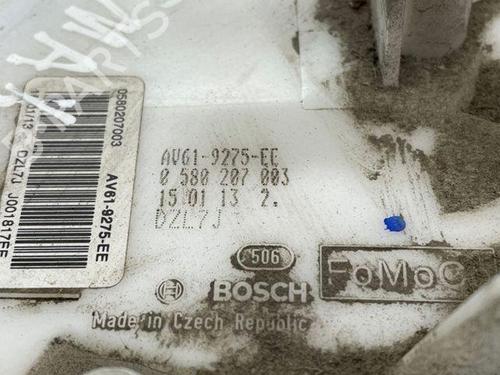 0580207003
AV61-9275-EE
DZL7J
J001817EE
AV61-9275-EE
0 580 207 003
15 01 13 2.
DZL7J
506
BOSCH
FoMoC
Made in Czech Republic